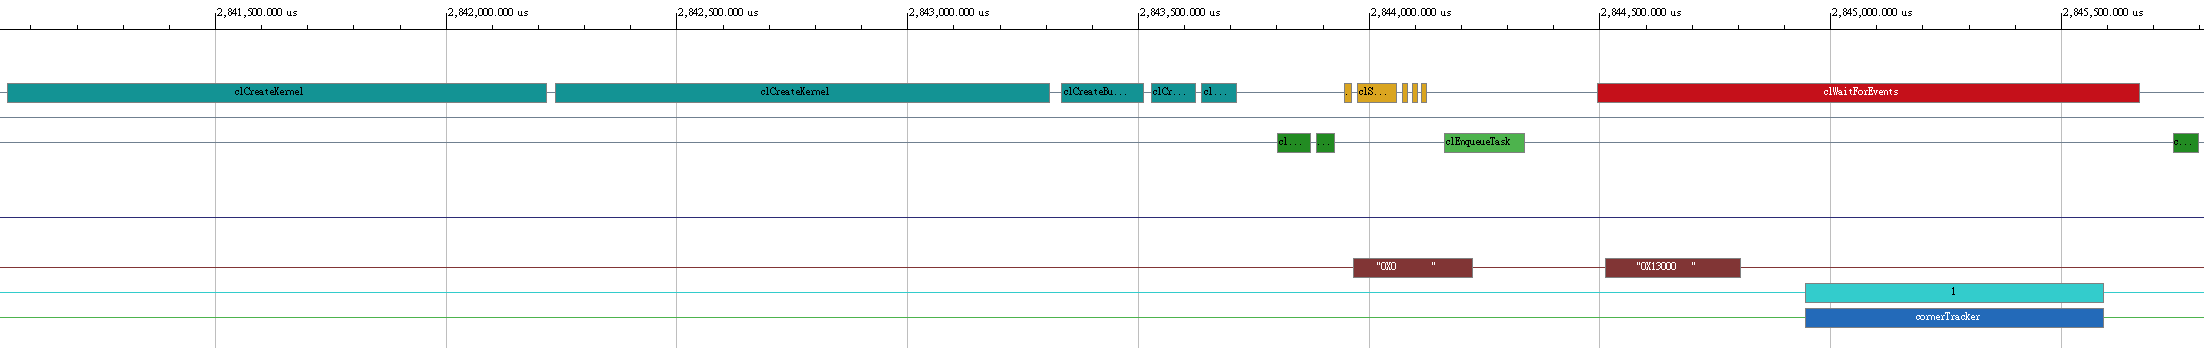 2,841,500.000 us 2,842,000.000 us 2,842,500.000 us 2,843,000.000 us 2,843,500.000 us 2,844,000.000 us 2,844,500.000 us 2,845,000.000 us 2,845,500.000 us
clCreateKernel clCreateKernel clCreateBu... clCr... cl... . clS... clWaitForEvents
cl... ... clEnqueueTask c...
"0X0 " "0X13000 "
1
cornerTracker